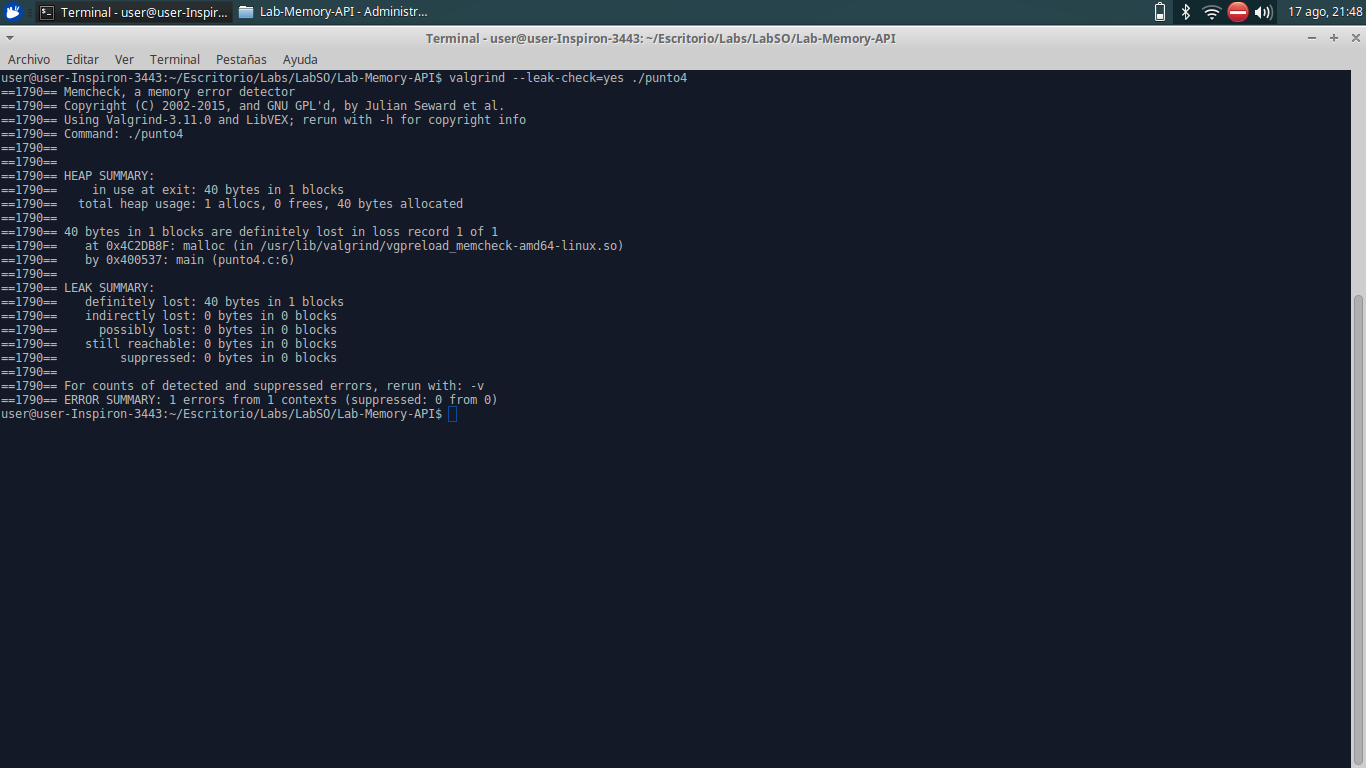 Terminal - user@user-Inspir... Lab-Memory-API - Administr... 17 ago, 21:48
Terminal - user@user-Inspiron-3443: ~/Escritorio/Labs/LabSO/Lab-Memory-API
Archivo Editar Ver Terminal Pestañas Ayuda
user@user-Inspiron-3443:~/Escritorio/Labs/LabSO/Lab-Memory-API$ valgrind --leak-check=yes ./punto4
==1790== Memcheck, a memory error detector
==1790== Copyright (C) 2002-2015, and GNU GPL'd, by Julian Seward et al.
==1790== Using Valgrind-3.11.0 and LibVEX; rerun with -h for copyright info
==1790== Command: ./punto4
==1790==
==1790==
==1790== HEAP SUMMARY:
==1790==     in use at exit: 40 bytes in 1 blocks
==1790==   total heap usage: 1 allocs, 0 frees, 40 bytes allocated
==1790==
==1790== 40 bytes in 1 blocks are definitely lost in loss record 1 of 1
==1790==    at 0x4C2DB8F: malloc (in /usr/lib/valgrind/vgpreload_memcheck-amd64-linux.so)
==1790==    by 0x400537: main (punto4.c:6)
==1790==
==1790== LEAK SUMMARY:
==1790==    definitely lost: 40 bytes in 1 blocks
==1790==    indirectly lost: 0 bytes in 0 blocks
==1790==      possibly lost: 0 bytes in 0 blocks
==1790==    still reachable: 0 bytes in 0 blocks
==1790==         suppressed: 0 bytes in 0 blocks
==1790==
==1790== For counts of detected and suppressed errors, rerun with: -v
==1790== ERROR SUMMARY: 1 errors from 1 contexts (suppressed: 0 from 0)
user@user-Inspiron-3443:~/Escritorio/Labs/LabSO/Lab-Memory-API$